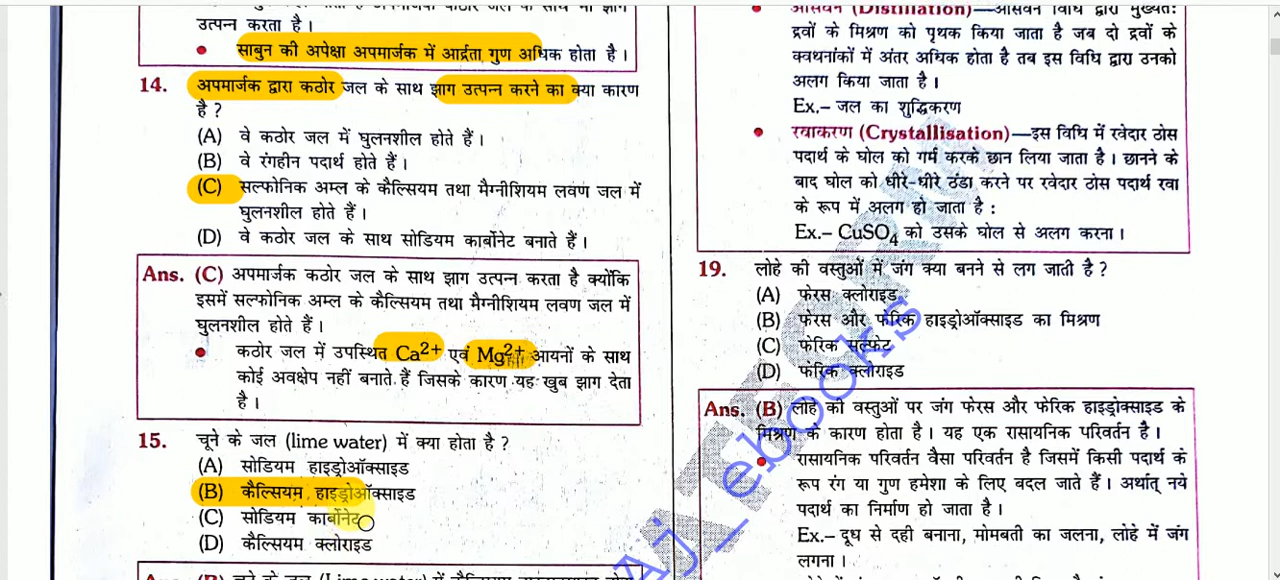 उत्पन्न करता है।
• साबुन की अपेक्षा अपमार्जक में आर्द्रता गुण अधिक होता है।
14. अपमार्जक द्वारा कठोर जल के साथ झाग उत्पन्न करने का क्या कारण
है ?
(A) वे कठोर जल में घुलनशील होते हैं।
(B) वे रंगहीन पदार्थ होते हैं।
(C) सल्फोनिक अम्ल के कैल्सियम तथा मैग्नीशियम लवण जल में
घुलनशील होते हैं।
(D) वे कठोर जल के साथ सोडियम कार्बोनेट बनाते हैं।
Ans. (C) अपमार्जक कठोर जल के साथ झाग उत्पन्न करता है क्योंकि
इसमें सल्फोनिक अम्ल के कैल्सियम तथा मैग्नीशियम लवण जल में
घुलनशील होते हैं।
• कठोर जल में उपस्थित Ca²⁺ एवं Mg²⁺ आयनों के साथ
कोई अवक्षेप नहीं बनाते हैं जिसके कारण यह खुब झाग देता
है।
15. चूने के जल (lime water) में क्या होता है ?
(A) सोडियम हाइड्रोऑक्साइड
(B) कैल्सियम हाइड्रोऑक्साइड
(C) सोडियम कार्बोनेट
(D) कैल्सियम क्लोराइड
• आसवन (Distillation)—आसवन विधि द्वारा मुख्यतः
द्रवों के मिश्रण को पृथक किया जाता है जब दो द्रवों के
क्वथनांकों में अंतर अधिक होता है तब इस विधि द्वारा उनको
अलग किया जाता है।
Ex.– जल का शुद्धिकरण
• रवाकरण (Crystallisation)—इस विधि में रवेदार ठोस
पदार्थ के घोल को गर्म करके छान लिया जाता है। छानने के
बाद घोल को धीरे-धीरे ठंडा करने पर रवेदार ठोस पदार्थ रवा
के रूप में अलग हो जाता है :
Ex.– CuSO₄ को उसके घोल से अलग करना।
19. लोहे की वस्तुओं में जंग क्या बनने से लग जाती है ?
(A) फेरस क्लोराइड
(B) फेरस और फेरिक हाइड्रोऑक्साइड का मिश्रण
(C) फेरिक सल्फेट
(D) फेरिक क्लोराइड
Ans. (B) लोहे की वस्तुओं पर जंग फेरस और फेरिक हाइड्रोक्साइड के
मिश्रण के कारण होता है। यह एक रासायनिक परिवर्तन है।
• रासायनिक परिवर्तन वैसा परिवर्तन है जिसमें किसी पदार्थ के
रूप रंग या गुण हमेशा के लिए बदल जाते हैं। अर्थात् नये
पदार्थ का निर्माण हो जाता है।
Ex.– दूध से दही बनाना, मोमबती का जलना, लोहे में जंग
लगना।